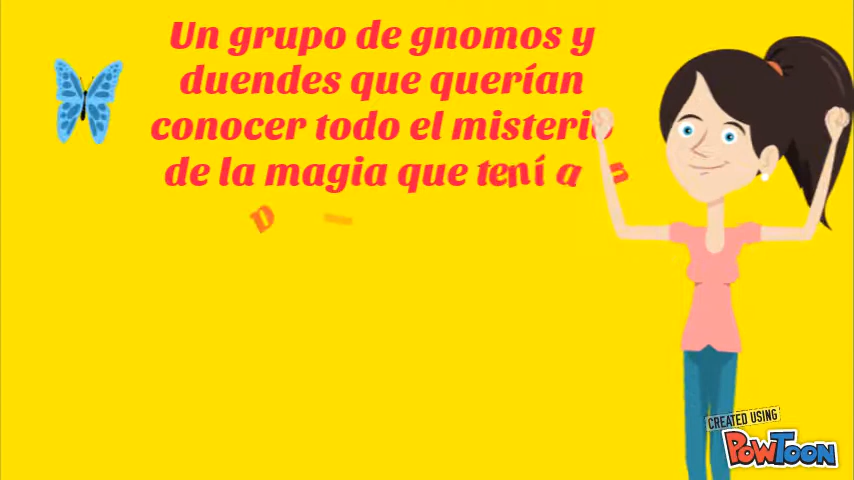 Un grupo de gnomos y
duendes que querían
conocer todo el misterio
de la magia que tenía
CREATED USING
POWTOON